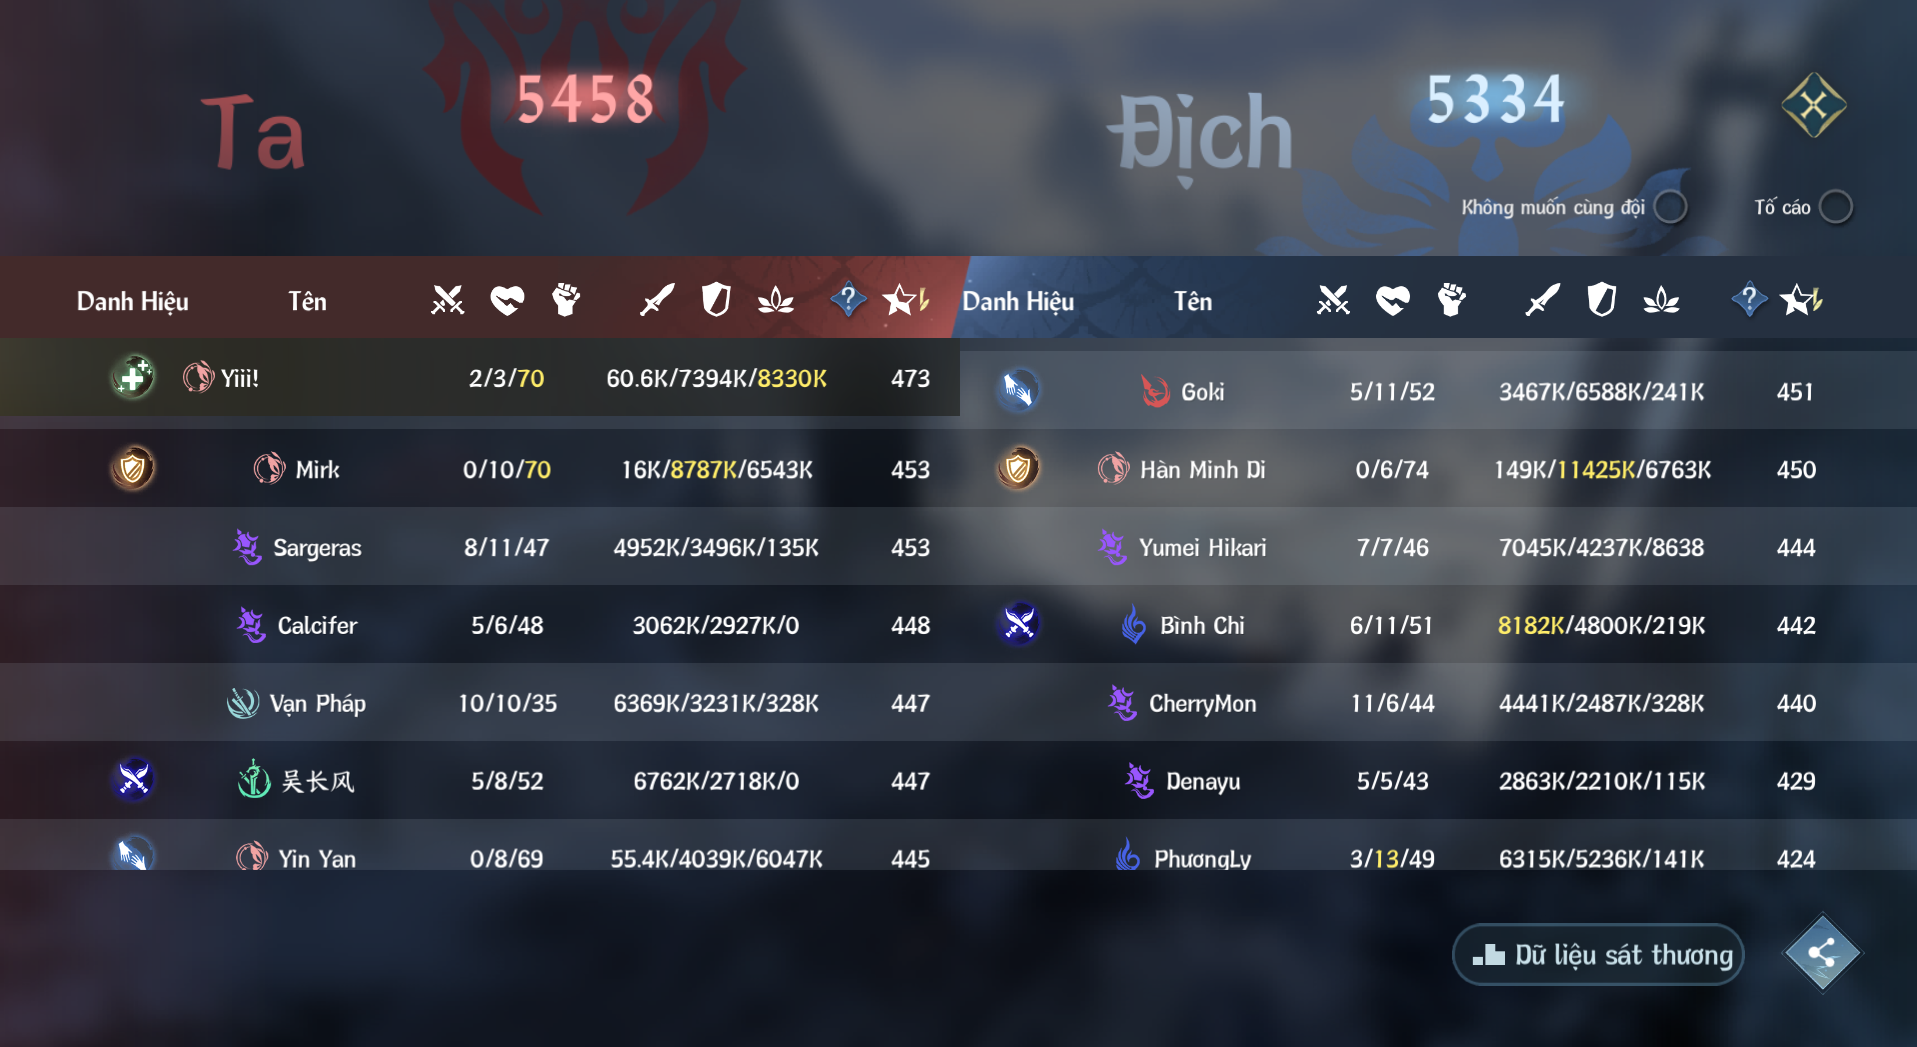 Ta
5458
Địch
5334
Không muốn cùng đội
Tố cáo
Danh Hiệu Tên
Danh Hiệu Tên
Yiii! 2/3/70 60.6K/7394K/8330K 473
Goki 5/11/52 3467K/6588K/241K 451
Mirk 0/10/70 16K/8787K/6543K 453
Hàn Minh Di 0/6/74 149K/11425K/6763K 450
Sargeras 8/11/47 4952K/3496K/135K 453
Yumei Hikari 7/7/46 7045K/4237K/8638 444
Calcifer 5/6/48 3062K/2927K/0 448
Bình Chi 6/11/51 8182K/4800K/219K 442
Vạn Pháp 10/10/35 6369K/3231K/328K 447
CherryMon 11/6/44 4441K/2487K/328K 440
吴长风 5/8/52 6762K/2718K/0 447
Denayu 5/5/43 2863K/2210K/115K 429
Yin Yan 0/8/69 55.4K/4039K/6047K 445
PhươngLy 3/13/49 6315K/5236K/141K 424
Dữ liệu sát thương